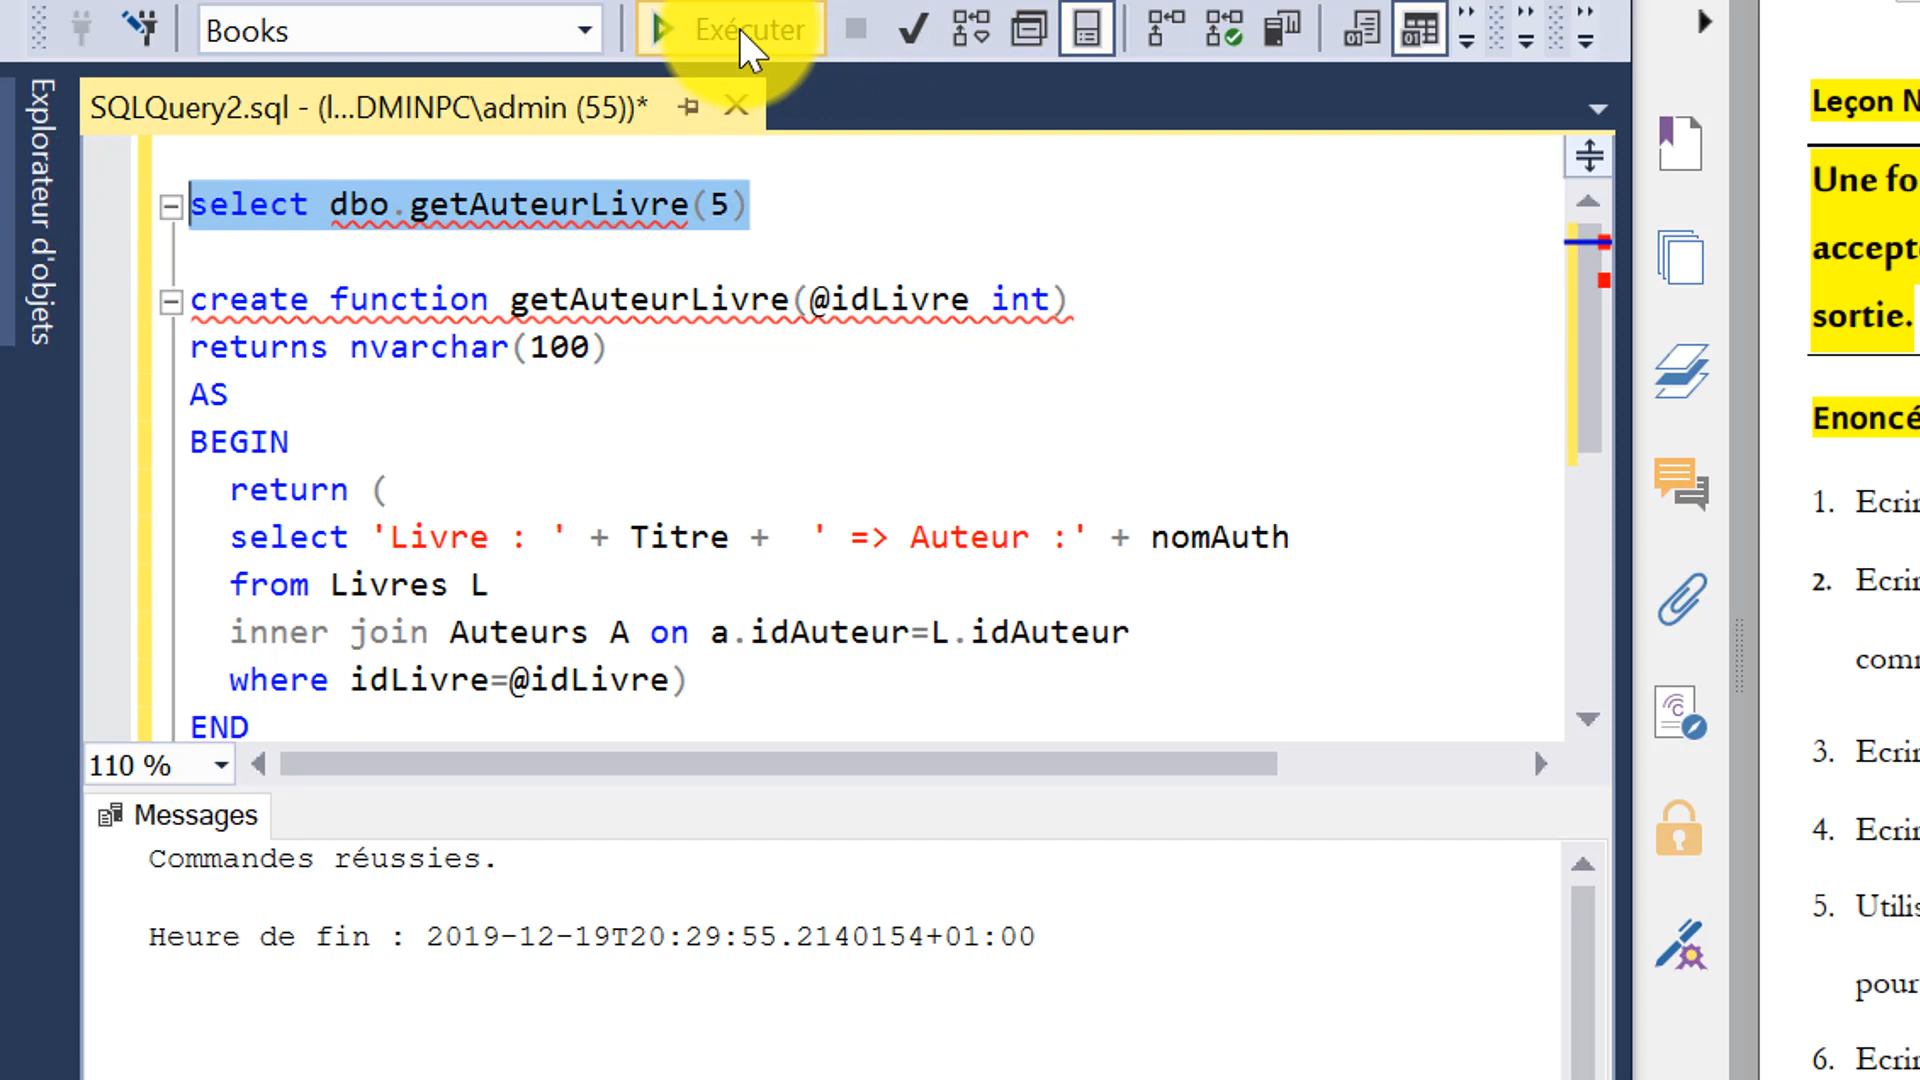 Books
Exécuter
SQLQuery2.sql - (l...DMINPC\admin (55))*
Explorateur d'objets
select dbo.getAuteurLivre(5)
create function getAuteurLivre(@idLivre int)
returns nvarchar(100)
AS
BEGIN
return (
select 'Livre : ' + Titre + ' => Auteur :' + nomAuth
from Livres L
inner join Auteurs A on a.idAuteur=L.idAuteur
where idLivre=@idLivre)
END
110 %
Messages
Commandes réussies.
Heure de fin : 2019-12-19T20:29:55.2140154+01:00
Leçon N
Une fo
accept
sortie.
Enoncé
1. Ecrir
2. Ecrir
comm
3. Ecrir
4. Ecrir
5. Utilis
pour
6. Ecrir